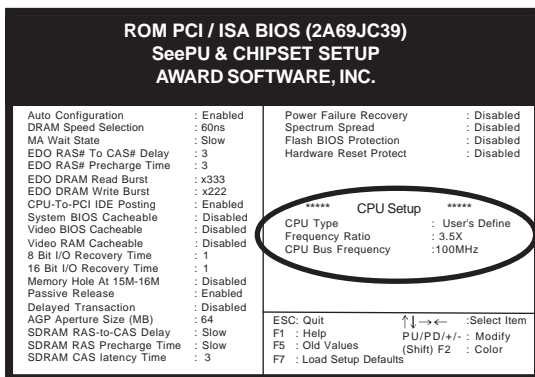 ROM PCI / ISA BIOS (2A69JC39)
SeePU & CHIPSET SETUP
AWARD SOFTWARE, INC.
Auto Configuration : Enabled
DRAM Speed Selection : 60ns
MA Wait State : Slow
EDO RAS# To CAS# Delay : 3
EDO RAS# Precharge Time : 3
EDO DRAM Read Burst : x333
EDO DRAM Write Burst : x222
CPU-To-PCI IDE Posting : Enabled
System BIOS Cacheable : Disabled
Video BIOS Cacheable : Disabled
Video RAM Cacheable : Disabled
8 Bit I/O Recovery Time : 1
16 Bit I/O Recovery Time : 1
Memory Hole At 15M-16M : Disabled
Passive Release : Enabled
Delayed Transaction : Disabled
AGP Aperture Size (MB) : 64
SDRAM RAS-to-CAS Delay : Slow
SDRAM RAS Precharge Time : Slow
SDRAM CAS latency Time : 3
Power Failure Recovery : Disabled
Spectrum Spread : Disabled
Flash BIOS Protection : Disabled
Hardware Reset Protect : Disabled
***** CPU Setup *****
CPU Type : User's Define
Frequency Ratio : 3.5X
CPU Bus Frequency :100MHz
ESC: Quit ↑↓→← :Select Item
F1 : Help PU/PD/+/- : Modify
F5 : Old Values (Shift) F2 : Color
F7 : Load Setup Defaults